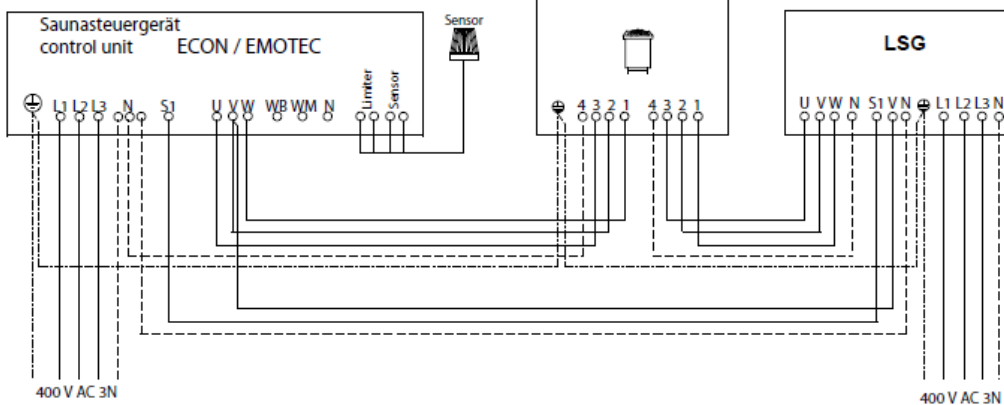 Saunasteuergerät
control unit ECON / EMOTEC
Sensor
LSG
Limiter
Sensor
L1 L2 L3 N S1 U V W WB WM N
4 3 2 1 4 3 2 1
U V W N S1 V N L1 L2 L3 N
400 V AC 3N
400 V AC 3N